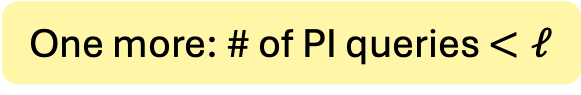 One more: # of PI queries < ℓ